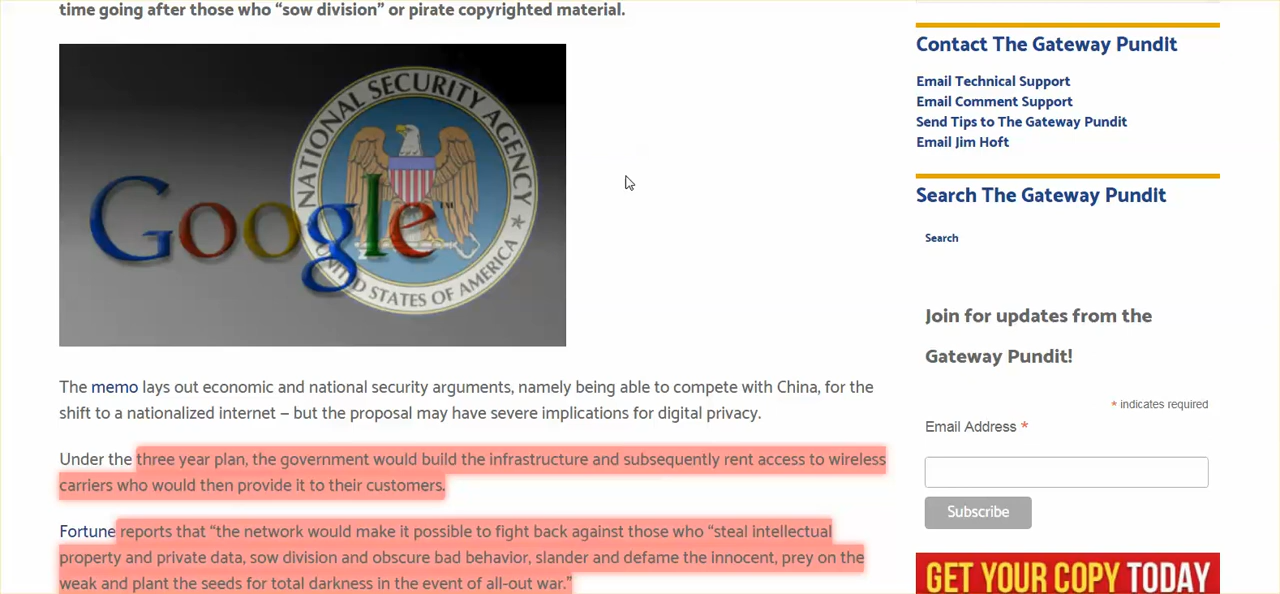 time going after those who “sow division” or pirate copyrighted material.
NATIONAL SECURITY AGENCY
UNITED STATES OF AMERICA
Google™
The memo lays out economic and national security arguments, namely being able to compete with China, for the
shift to a nationalized internet – but the proposal may have severe implications for digital privacy.
Under the three year plan, the government would build the infrastructure and subsequently rent access to wireless
carriers who would then provide it to their customers.
Fortune reports that “the network would make it possible to fight back against those who “steal intellectual
property and private data, sow division and obscure bad behavior, slander and defame the innocent, prey on the
weak and plant the seeds for total darkness in the event of all-out war.”
Contact The Gateway Pundit
Email Technical Support
Email Comment Support
Send Tips to The Gateway Pundit
Email Jim Hoft
Search The Gateway Pundit
Search
Join for updates from the
Gateway Pundit!
* indicates required
Email Address *
Subscribe
GET YOUR COPY TODAY